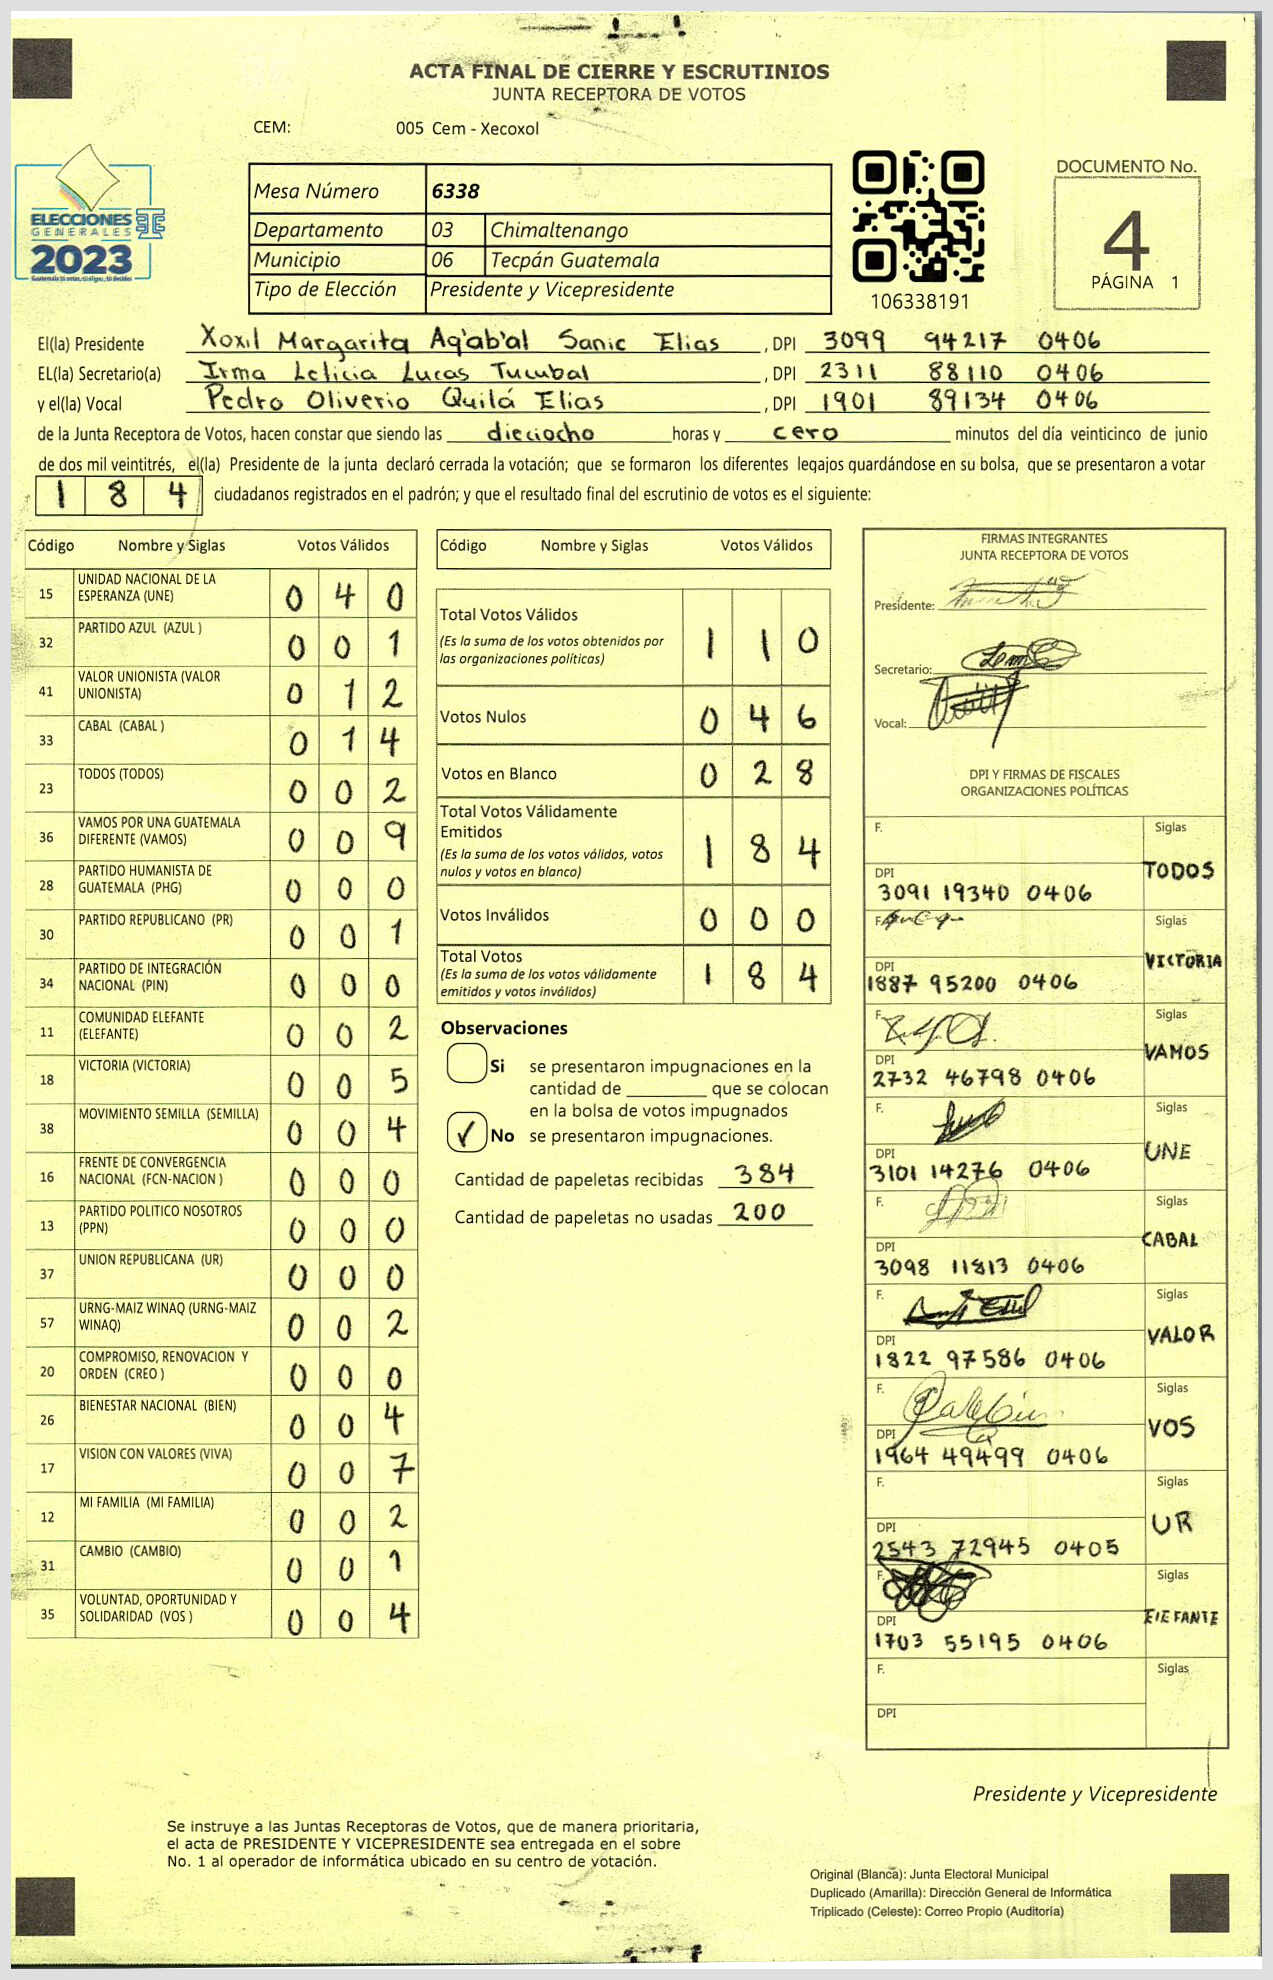 ACTA FINAL DE CIERRE Y ESCRUTINIOS
JUNTA RECEPTORA DE VOTOS
CEM: 005 Cem - Xecoxol
ELECCIONES
GENERALES
2023
Mesa Número 6338
Departamento 03 Chimaltenango
Municipio 06 Tecpán Guatemala
Tipo de Elección Presidente y Vicepresidente
106338191
DOCUMENTO No.
4
PÁGINA 1
El(la) Presidente Xoxil Margarita Aq'ab'al Sanic Elias , DPI 3099 94217 0406
EL(la) Secretario(a) Irma Leticia Lucas Tucubal , DPI 2311 88110 0406
y el(la) Vocal Pedro Oliverio Quilá Elias , DPI 1901 89134 0406
de la Junta Receptora de Votos, hacen constar que siendo las dieciocho horas y cero minutos del día veinticinco de junio
de dos mil veintitrés, el(la) Presidente de la junta declaró cerrada la votación; que se formaron los diferentes legajos guardándose en su bolsa, que se presentaron a votar
1 8 4 ciudadanos registrados en el padrón; y que el resultado final del escrutinio de votos es el siguiente:
Código Nombre y Siglas Votos Válidos
15 UNIDAD NACIONAL DE LA ESPERANZA (UNE) 0 4 0
32 PARTIDO AZUL (AZUL ) 0 0 1
41 VALOR UNIONISTA (VALOR UNIONISTA) 0 1 2
33 CABAL (CABAL ) 0 1 4
23 TODOS (TODOS) 0 0 2
36 VAMOS POR UNA GUATEMALA DIFERENTE (VAMOS) 0 0 9
28 PARTIDO HUMANISTA DE GUATEMALA (PHG) 0 0 0
30 PARTIDO REPUBLICANO (PR) 0 0 1
34 PARTIDO DE INTEGRACIÓN NACIONAL (PIN) 0 0 0
11 COMUNIDAD ELEFANTE (ELEFANTE) 0 0 2
18 VICTORIA (VICTORIA) 0 0 5
38 MOVIMIENTO SEMILLA (SEMILLA) 0 0 4
16 FRENTE DE CONVERGENCIA NACIONAL (FCN-NACION ) 0 0 0
13 PARTIDO POLITICO NOSOTROS (PPN) 0 0 0
37 UNION REPUBLICANA (UR) 0 0 0
57 URNG-MAIZ WINAQ (URNG-MAIZ WINAQ) 0 0 2
20 COMPROMISO, RENOVACION Y ORDEN (CREO ) 0 0 0
26 BIENESTAR NACIONAL (BIEN) 0 0 4
17 VISION CON VALORES (VIVA) 0 0 7
12 MI FAMILIA (MI FAMILIA) 0 0 2
31 CAMBIO (CAMBIO) 0 0 1
35 VOLUNTAD, OPORTUNIDAD Y SOLIDARIDAD (VOS ) 0 0 4
Código Nombre y Siglas Votos Válidos
Total Votos Válidos 1 1 0
(Es la suma de los votos obtenidos por
las organizaciones políticas)
Votos Nulos 0 4 6
Votos en Blanco 0 2 8
Total Votos Válidamente
Emitidos 1 8 4
(Es la suma de los votos válidos, votos
nulos y votos en blanco)
Votos Inválidos 0 0 0
Total Votos 1 8 4
(Es la suma de los votos válidamente
emitidos y votos inválidos)
Observaciones
Si se presentaron impugnaciones en la
cantidad de ________ que se colocan
en la bolsa de votos impugnados
✓ No se presentaron impugnaciones.
Cantidad de papeletas recibidas 384
Cantidad de papeletas no usadas 200
FIRMAS INTEGRANTES
JUNTA RECEPTORA DE VOTOS
Presidente:
Secretario:
Vocal:
DPI Y FIRMAS DE FISCALES
ORGANIZACIONES POLÍTICAS
F. Siglas
TODOS
DPI
3091 19340 0406
F. Siglas
VICTORIA
DPI
1887 95200 0406
F. Siglas
VAMOS
DPI
2732 46798 0406
F. Siglas
UNE
DPI
3101 14276 0406
F. Siglas
CABAL
DPI
3098 11813 0406
F. Siglas
VALOR
DPI
1822 97586 0406
F. Siglas
VOS
DPI
1964 49499 0406
F. Siglas
UR
DPI
2543 72945 0405
F. Siglas
ElEFANTE
DPI
1703 55195 0406
F. Siglas
DPI
Presidente y Vicepresidente
Se instruye a las Juntas Receptoras de Votos, que de manera prioritaria,
el acta de PRESIDENTE Y VICEPRESIDENTE sea entregada en el sobre
No. 1 al operador de informática ubicado en su centro de votación.
Original (Blanca): Junta Electoral Municipal
Duplicado (Amarilla): Dirección General de Informática
Triplicado (Celeste): Correo Propio (Auditoría)